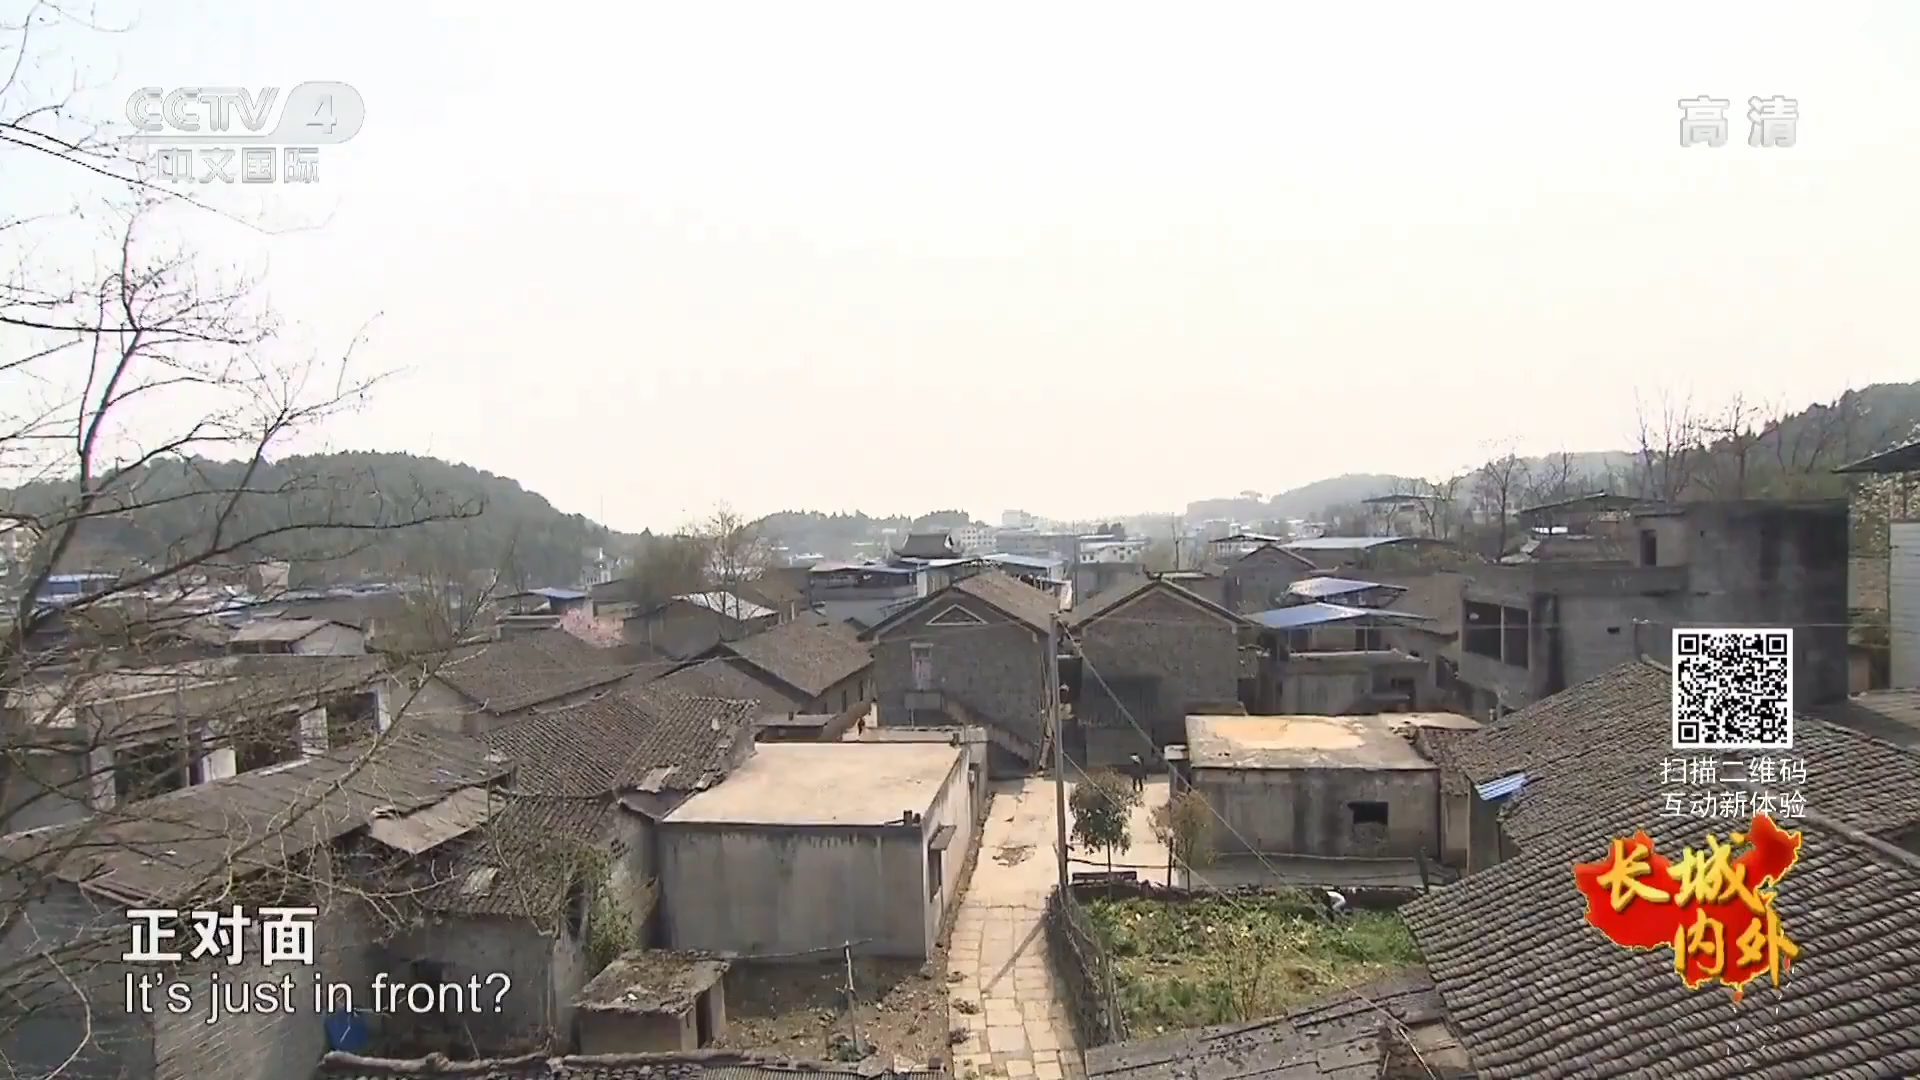 CCTV 4
中文国际
高清
扫描二维码
互动新体验
长城
内外
正对面
It's just in front?